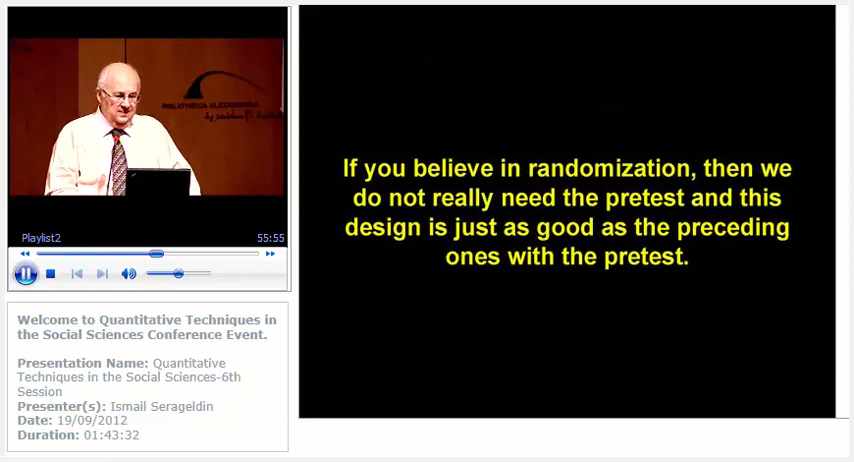 BIBLIOTHECA ALEXANDRINA
Playlist2
55:55
Welcome to Quantitative Techniques in
the Social Sciences Conference Event.
Presentation Name: Quantitative
Techniques in the Social Sciences-6th
Session
Presenter(s): Ismail Serageldin
Date: 19/09/2012
Duration: 01:43:32
If you believe in randomization, then we
do not really need the pretest and this
design is just as good as the preceding
ones with the pretest.